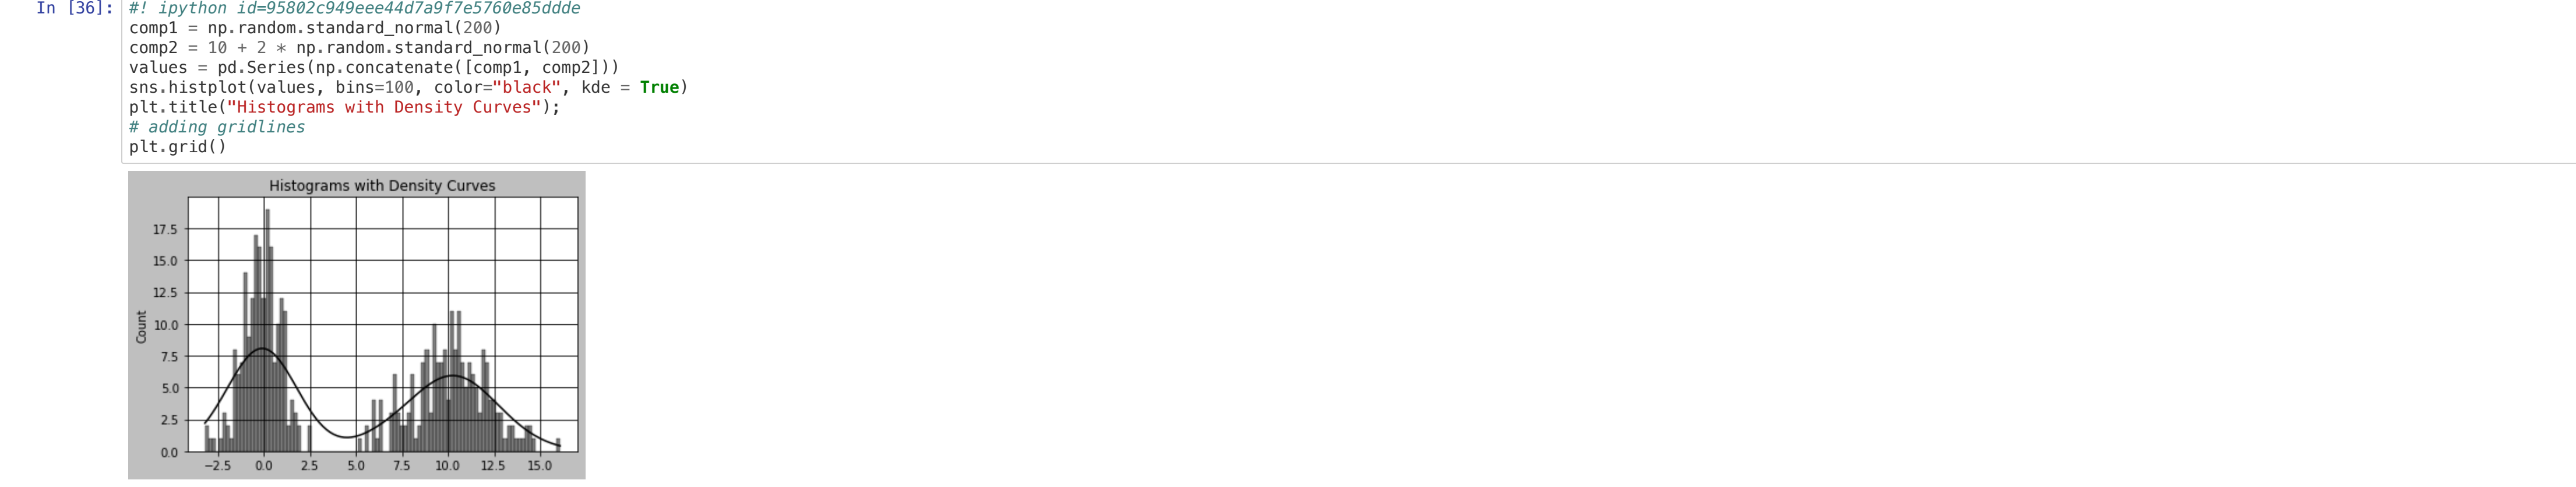 In [36]: #! ipython id=95802c949eee44d7a9f7e5760e85ddde
comp1 = np.random.standard_normal(200)
comp2 = 10 + 2 * np.random.standard_normal(200)
values = pd.Series(np.concatenate([comp1, comp2]))
sns.histplot(values, bins=100, color="black", kde = True)
plt.title("Histograms with Density Curves");
# adding gridlines
plt.grid()
Histograms with Density Curves
17.5
15.0
12.5
10.0
7.5
5.0
2.5
0.0
Count
−2.5 0.0 2.5 5.0 7.5 10.0 12.5 15.0